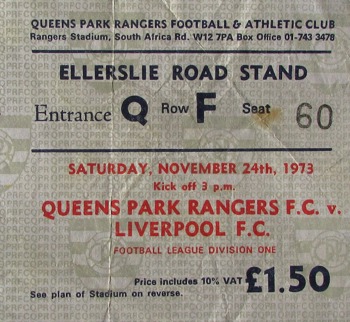 QUEENS PARK RANGERS FOOTBALL & ATHLETIC CLUB
Rangers Stadium, South Africa Rd. W12 7PA Box Office 01-743 3478
ELLERSLIE ROAD STAND
Entrance Q Row F Seat 60
SATURDAY, NOVEMBER 24th, 1973
Kick off 3 p.m.
QUEENS PARK RANGERS F.C. v.
LIVERPOOL F.C.
FOOTBALL LEAGUE DIVISION ONE
Price includes 10% VAT £1.50
See plan of Stadium on reverse.